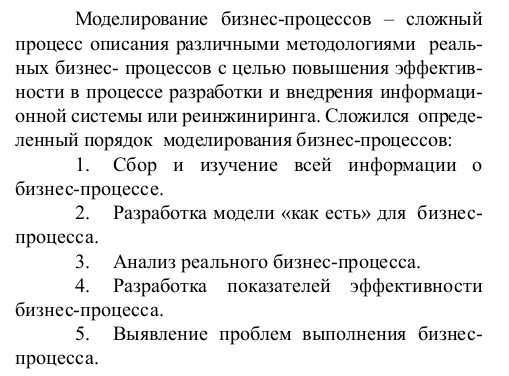 Моделирование бизнес-процессов – сложный
процесс описания различными методологиями реаль-
ных бизнес- процессов с целью повышения эффектив-
ности в процессе разработки и внедрения информаци-
онной системы или реинжиниринга. Сложился опреде-
ленный порядок моделирования бизнес-процессов:
1. Сбор и изучение всей информации о
бизнес-процессе.
2. Разработка модели «как есть» для бизнес-
процесса.
3. Анализ реального бизнес-процесса.
4. Разработка показателей эффективности
бизнес-процесса.
5. Выявление проблем выполнения бизнес-
процесса.